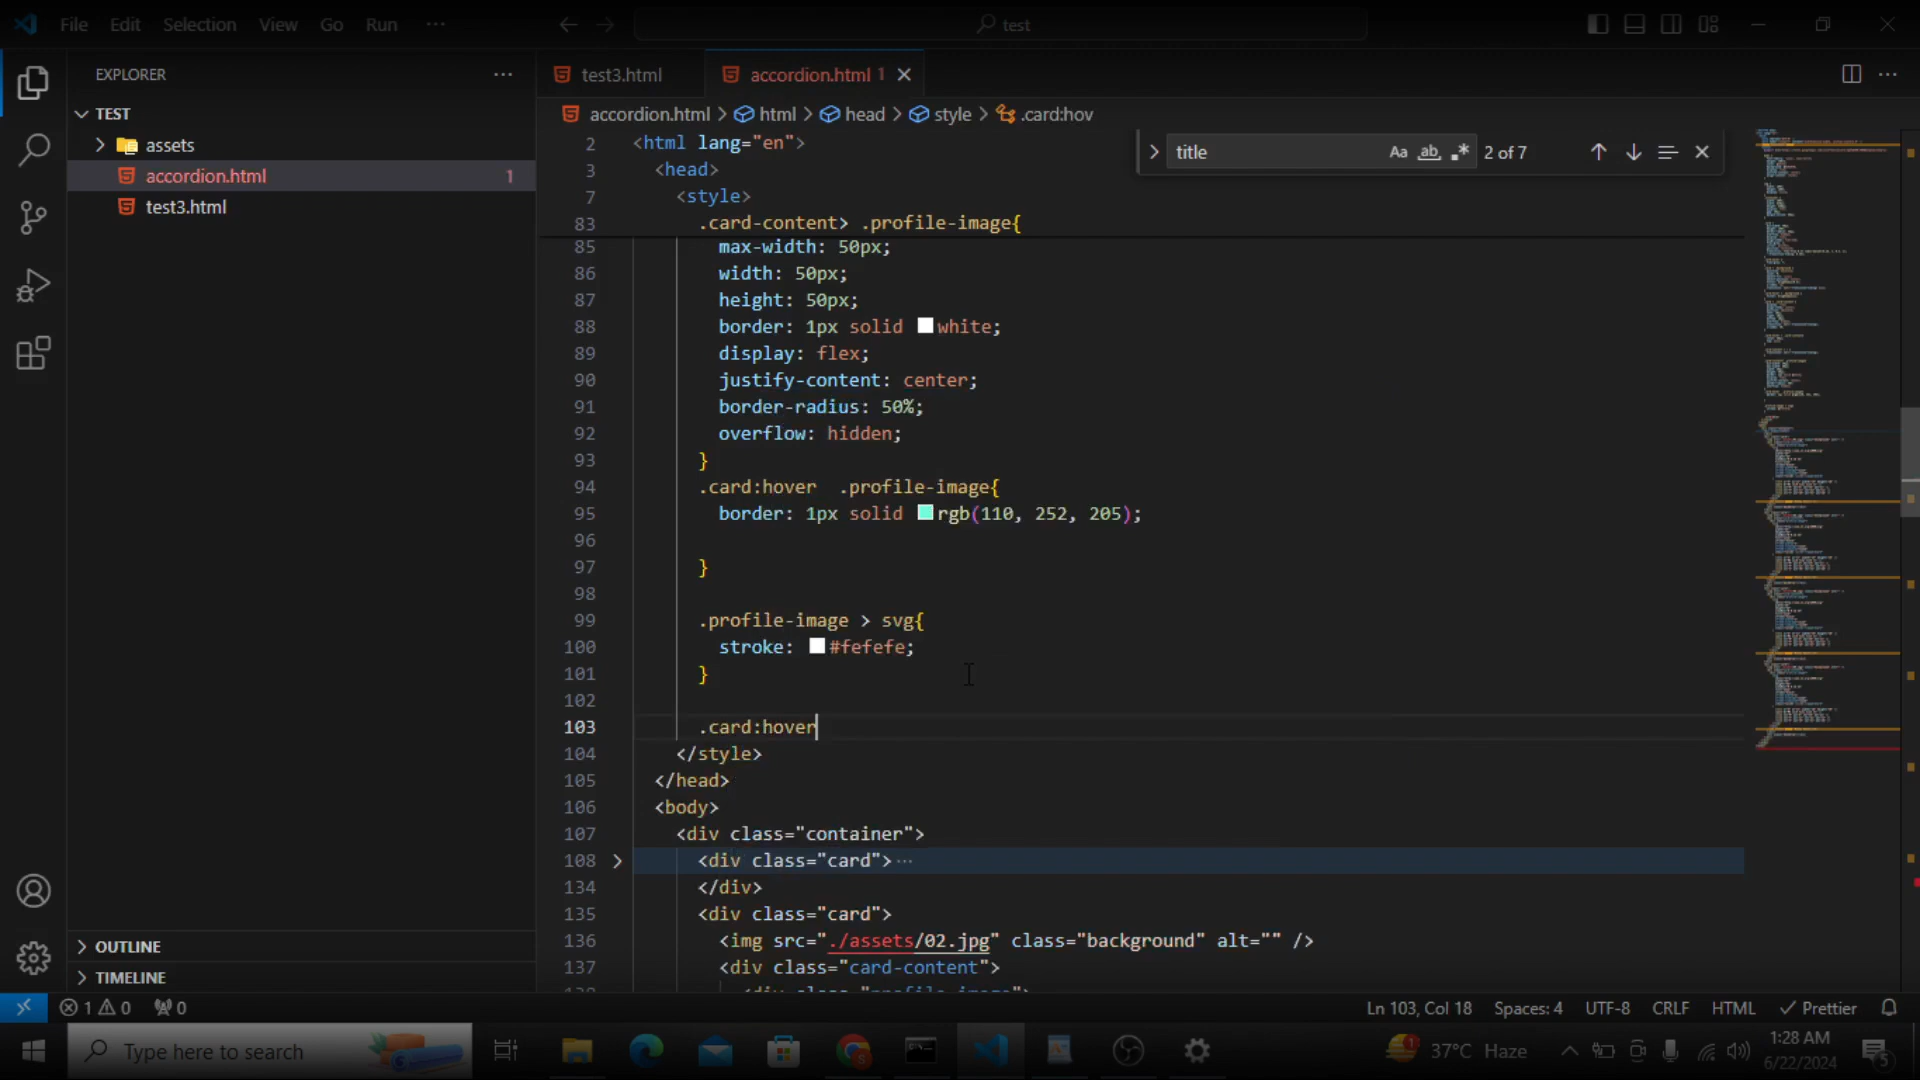 File Edit Selection View Go Run ··· test
EXPLORER ···
TEST
assets
accordion.html 1
test3.html
OUTLINE
TIMELINE
test3.html accordion.html 1
accordion.html > html > head > style > .card:hov
title Aa ab .* 2 of 7
2 <html lang="en">
3 <head>
7 <style>
83 .card-content> .profile-image{
85 max-width: 50px;
86 width: 50px;
87 height: 50px;
88 border: 1px solid white;
89 display: flex;
90 justify-content: center;
91 border-radius: 50%;
92 overflow: hidden;
93 }
94 .card:hover  .profile-image{
95 border: 1px solid rgb(110, 252, 205);
96
97 }
98
99 .profile-image > svg{
100 stroke: #fefefe;
101 }
102
103 .card:hover
104 </style>
105 </head>
106 <body>
107 <div class="container">
108 <div class="card">···
134 </div>
135 <div class="card">
136 <img src="./assets/02.jpg" class="background" alt="" />
137 <div class="card-content">
<div class="profile-image">
1 0 0 Ln 103, Col 18 Spaces: 4 UTF-8 CRLF HTML Prettier
Type here to search 1 37°C Haze 1:28 AM
6/22/2024 5